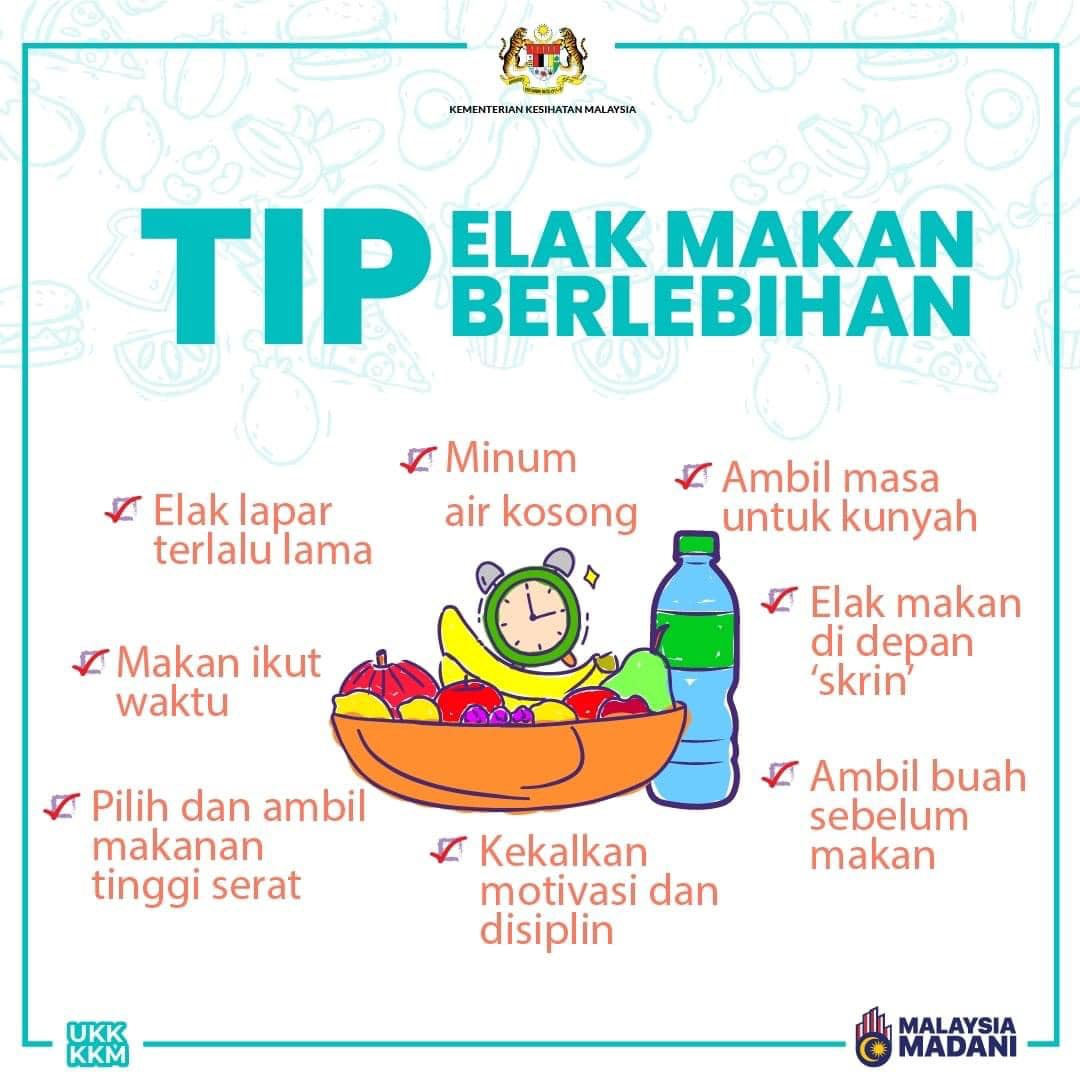 KEMENTERIAN KESIHATAN MALAYSIA
TIP
ELAK MAKAN
BERLEBIHAN
Minum
air kosong
Ambil masa
untuk kunyah
Elak lapar
terlalu lama
Elak makan
di depan
‘skrin’
Makan ikut
waktu
Ambil buah
sebelum
makan
Pilih dan ambil
makanan
tinggi serat
Kekalkan
motivasi dan
disiplin
UKK
KKM
MALAYSIA
MADANI